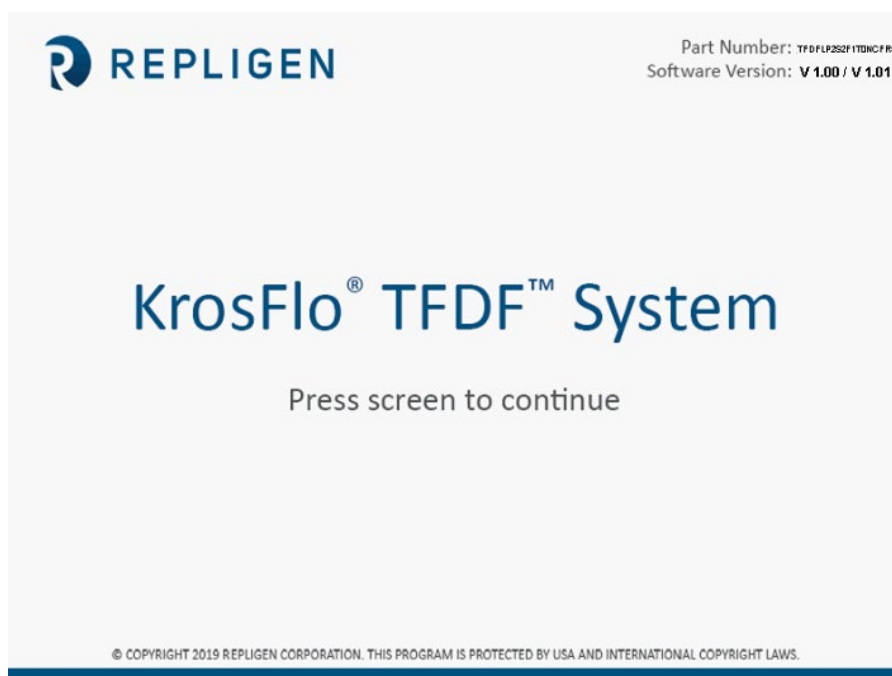 REPLIGEN
Part Number:
Software Version: V 1.00 / V 1.01
KrosFlo® TFDF™ System
Press screen to continue
© COPYRIGHT 2019 REPLIGEN CORPORATION. THIS PROGRAM IS PROTECTED BY USA AND INTERNATIONAL COPYRIGHT LAWS.